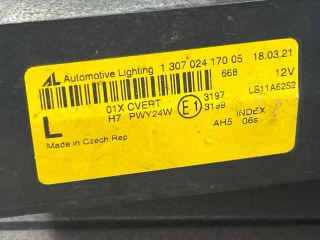 AL Automotive Lighting 1 307 024 170 05 18.03.21
668 12V
01X CVERT 3197 LB11A6252
L H7 PWY24W E1 3199 INDEX
Made in Czech Rep AH5 06s